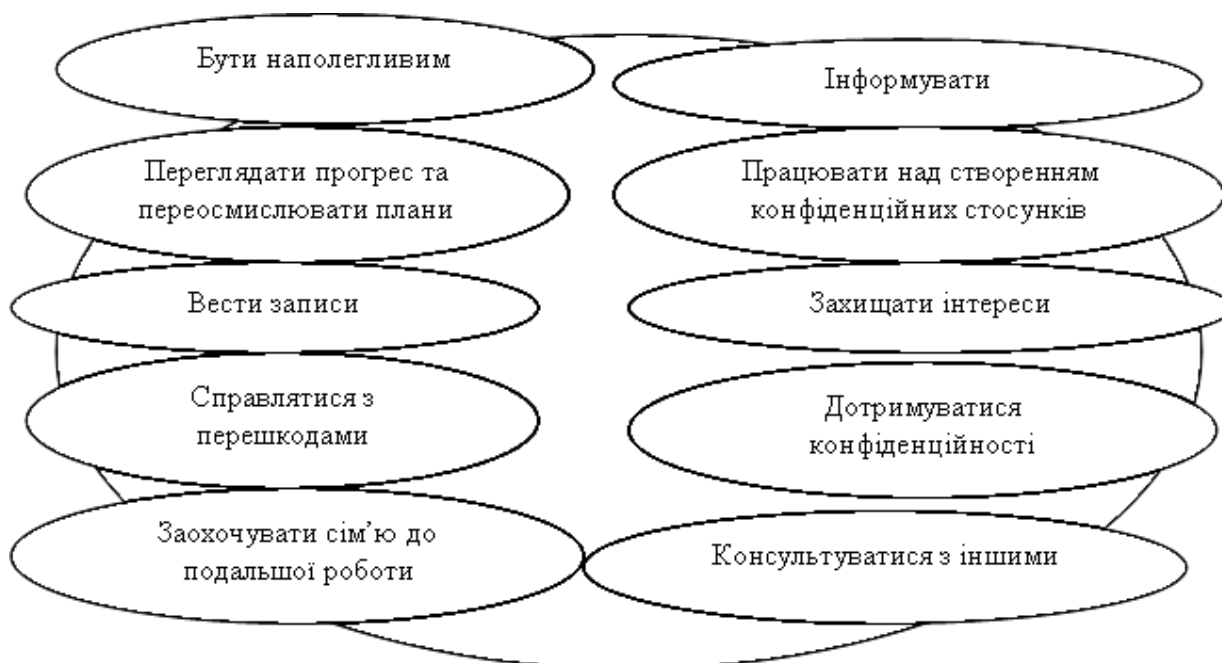 Бути наполегливим
Інформувати
Переглядати прогрес та
переосмислювати плани
Працювати над створенням
конфіденційних стосунків
Вести записи
Захищати інтереси
Справлятися з
перешкодами
Дотримуватися
конфіденційності
Заохочувати сім’ю до
подальшої роботи
Консультуватися з іншими